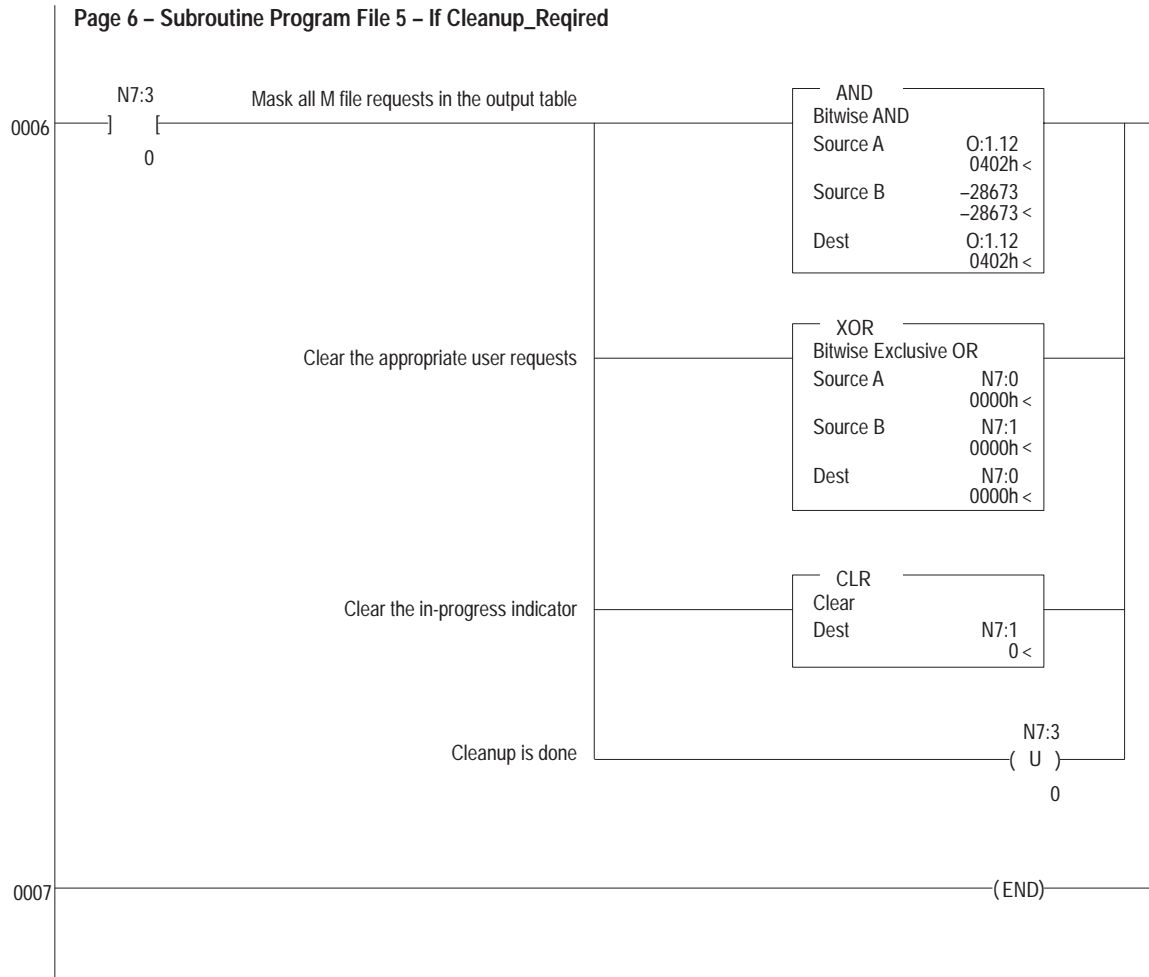 Page 6 – Subroutine Program File 5 – If Cleanup_Reqired
N7:3
Mask all M file requests in the output table
0006
] [
0
AND
Bitwise AND
Source A O:1.12
0402h <
Source B –28673
–28673 <
Dest O:1.12
0402h <
Clear the appropriate user requests
XOR
Bitwise Exclusive OR
Source A N7:0
0000h <
Source B N7:1
0000h <
Dest N7:0
0000h <
Clear the in-progress indicator
CLR
Clear
Dest N7:1
0 <
Cleanup is done
N7:3
( U )
0
0007
(END)